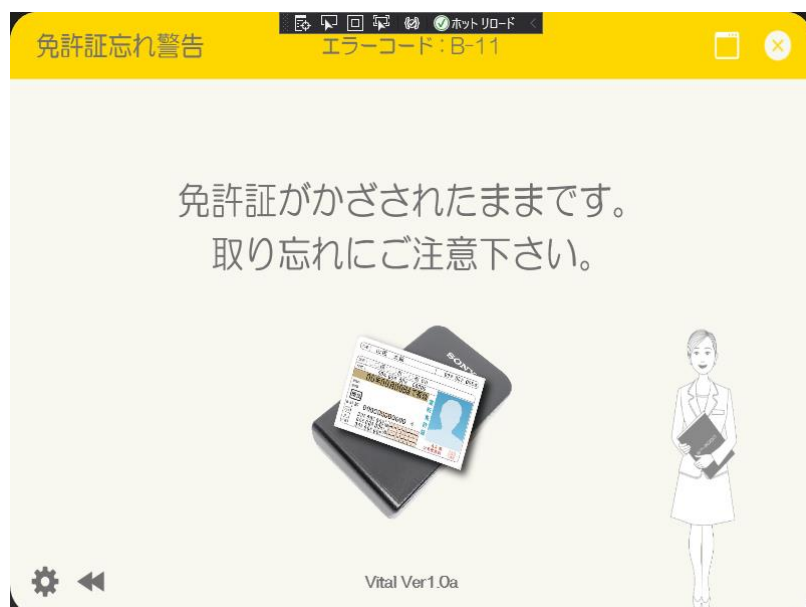 ホット リロード
免許証忘れ警告
エラーコード：B-11
免許証がかざされたままです。
取り忘れにご注意下さい。
SONY
Vital Ver1.0a